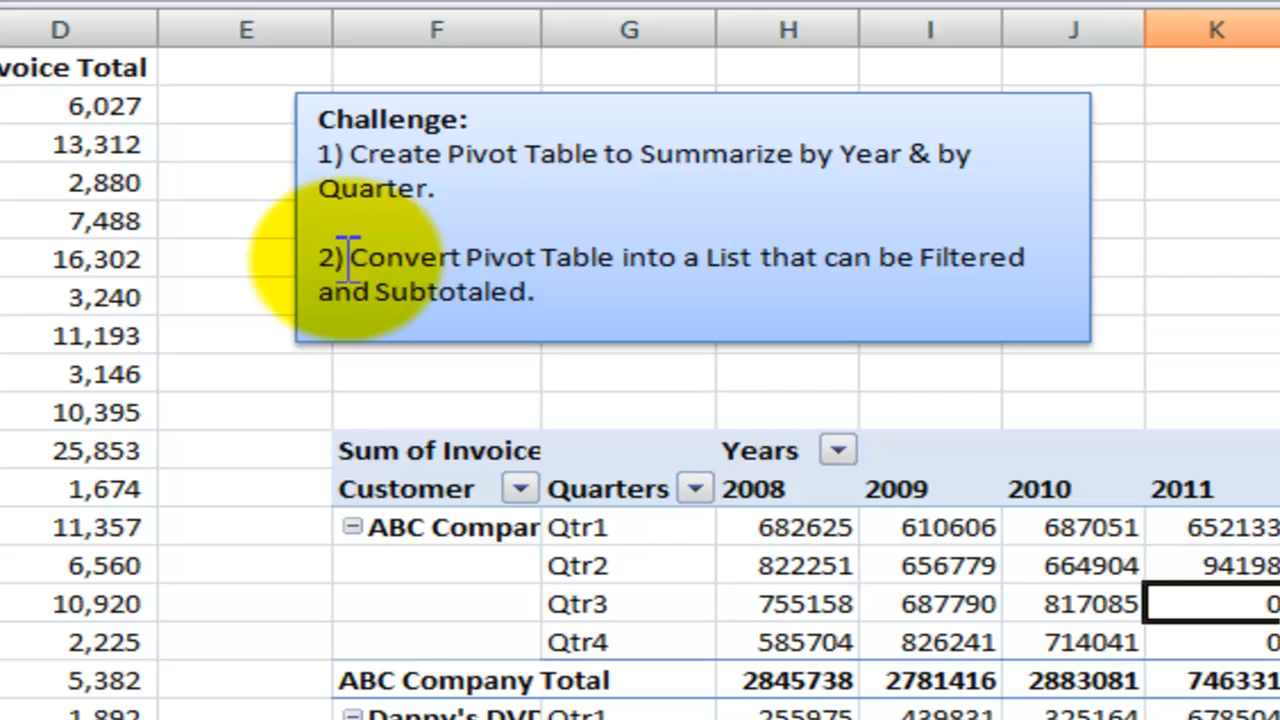 D E F G H I J K
voice Total
6,027
Challenge:
13,312
1) Create Pivot Table to Summarize by Year & by
2,880
Quarter.
7,488
16,302
2) Convert Pivot Table into a List that can be Filtered
3,240
and Subtotaled.
11,193
3,146
10,395
25,853 Sum of Invoice Years
1,674 Customer Quarters 2008 2009 2010 2011
11,357 ABC Compar Qtr1 682625 610606 687051 652133
6,560 Qtr2 822251 656779 664904 94198
10,920 Qtr3 755158 687790 817085 0
2,225 Qtr4 585704 826241 714041 0
5,382 ABC Company Total 2845738 2781416 2883081 746331
1,892 Danny's DVD Qtr1 255975 439831 325164 678504